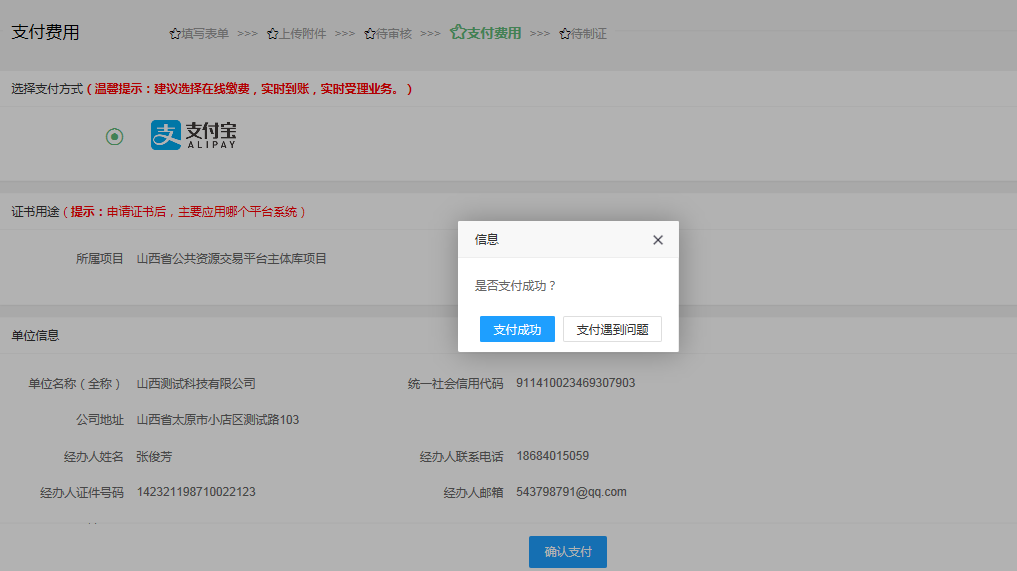 支付费用
填写表单 >>> 上传附件 >>> 待审核 >>> 支付费用 >>> 待制证
选择支付方式（温馨提示：建议选择在线缴费，实时到账，实时受理业务。）
支 支付宝
ALIPAY
证书用途（提示：申请证书后，主要应用哪个平台系统）
所属项目 山西省公共资源交易平台主体库项目
信息
是否支付成功？
支付成功 支付遇到问题
单位信息
单位名称（全称） 山西测试科技有限公司 统一社会信用代码 911410023469307903
公司地址 山西省太原市小店区测试路103
经办人姓名 张俊芳 经办人联系电话 18684015059
经办人证件号码 142321198710022123 经办人邮箱 543798791@qq.com
确认支付